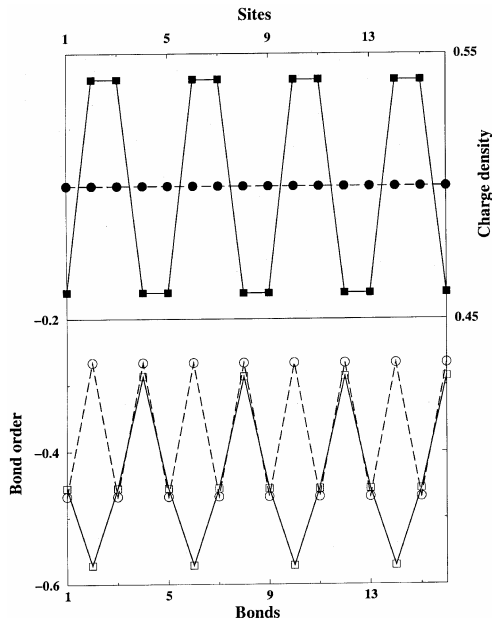 Sites
1 5 9 13
0.55
Charge density
0.45
−0.2
−0.4
−0.6
Bond order
1 5 9 13
Bonds